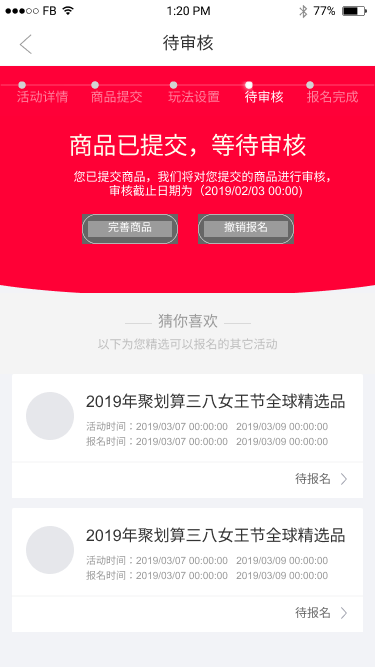 FB 1:20 PM 77%
待审核
活动详情 商品提交 玩法设置 待审核 报名完成
商品已提交，等待审核
您已提交商品，我们将对您提交的商品进行审核，
审核截止日期为（2019/02/03 00:00)
完善商品 撤销报名
猜你喜欢
以下为您精选可以报名的其它活动
2019年聚划算三八女王节全球精选品
活动时间：2019/03/07 00:00:00 2019/03/09 00:00:00
报名时间：2019/03/07 00:00:00 2019/03/09 00:00:00
待报名
2019年聚划算三八女王节全球精选品
活动时间：2019/03/07 00:00:00 2019/03/09 00:00:00
报名时间：2019/03/07 00:00:00 2019/03/09 00:00:00
待报名